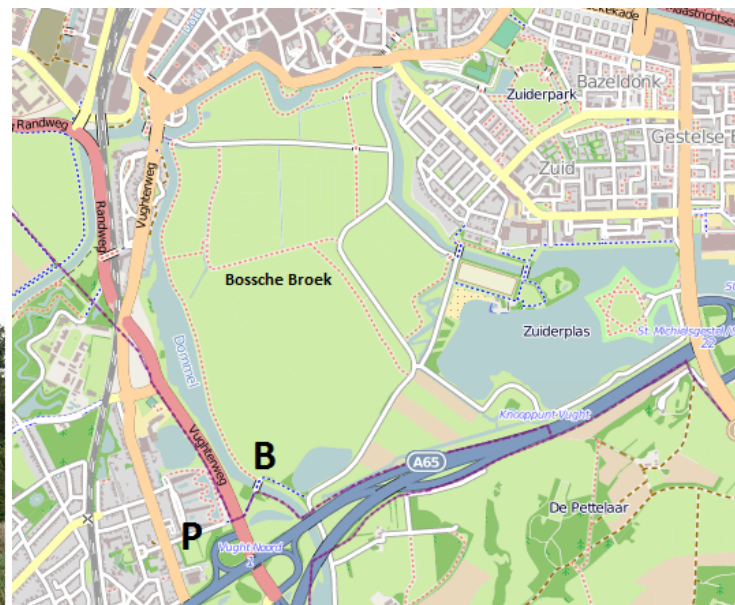 Zuiderpark
Bazeldonk
Randweg
Gestelse B
Zuid
Vughterweg
Randweg
Bossche Broek
Zuiderplas
Dommel
St. Michielsgestel/S
22
Knooppunt Vught
Vughterweg
B
A65
De Pettelaar
P
Vught Noord